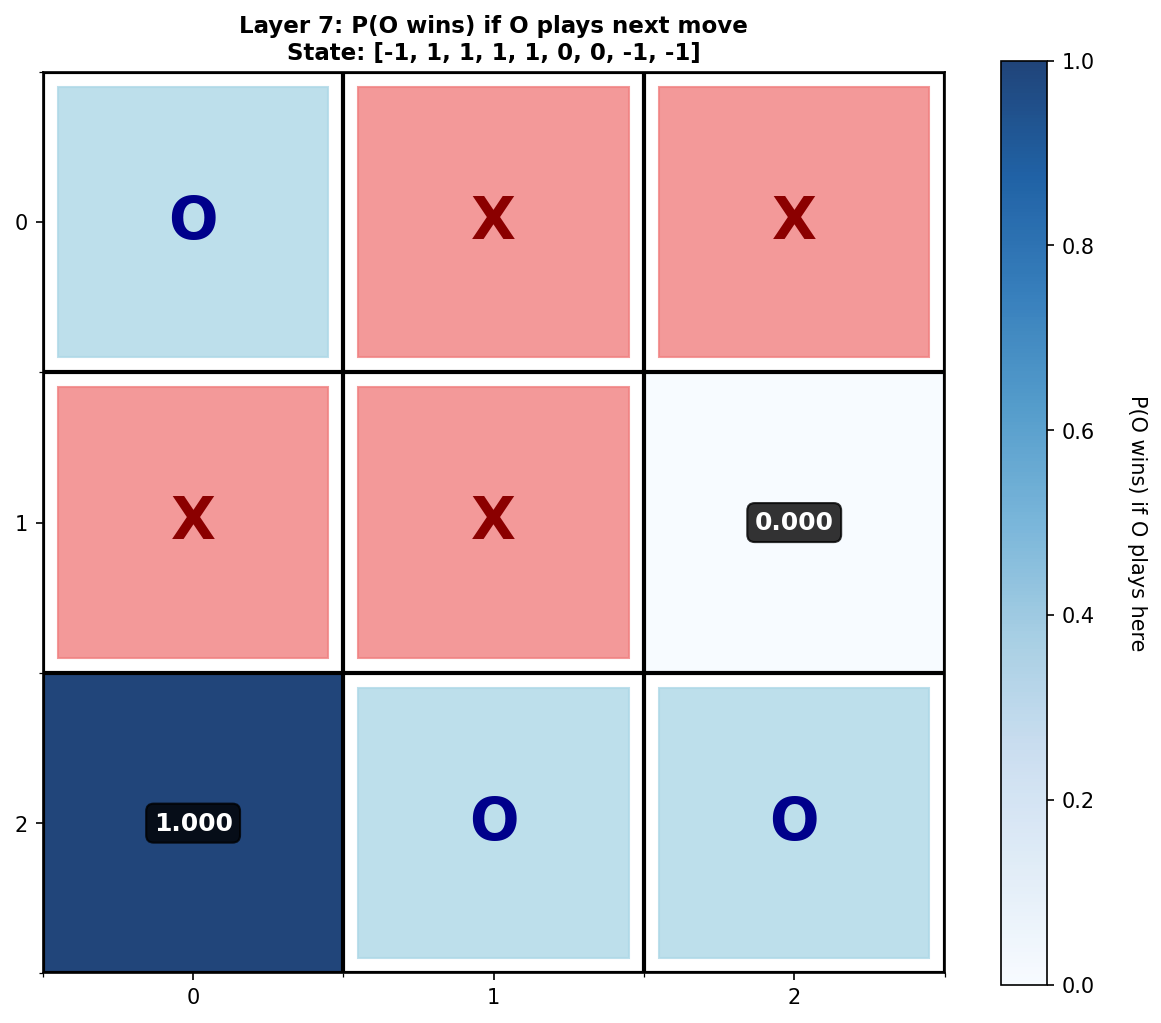 Layer 7: P(O wins) if O plays next move
State: [-1, 1, 1, 1, 1, 0, 0, -1, -1]
0
O
X
X
1
X
X
0.000
2
1.000
O
O
0
1
2
1.0
0.8
0.6
0.4
0.2
0.0
P(O wins) if O plays here